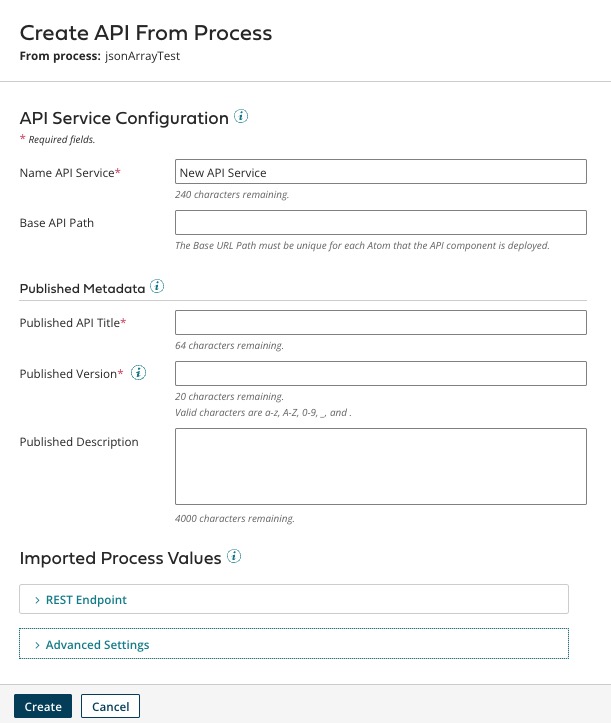 Create API From Process
From process: jsonArrayTest
API Service Configuration i
* Required fields.
Name API Service* New API Service
240 characters remaining.
Base API Path
The Base URL Path must be unique for each Atom that the API component is deployed.
Published Metadata i
Published API Title*
64 characters remaining.
Published Version* i
20 characters remaining.
Valid characters are a-z, A-Z, 0-9, _, and .
Published Description
4000 characters remaining.
Imported Process Values i
> REST Endpoint
> Advanced Settings
Create Cancel